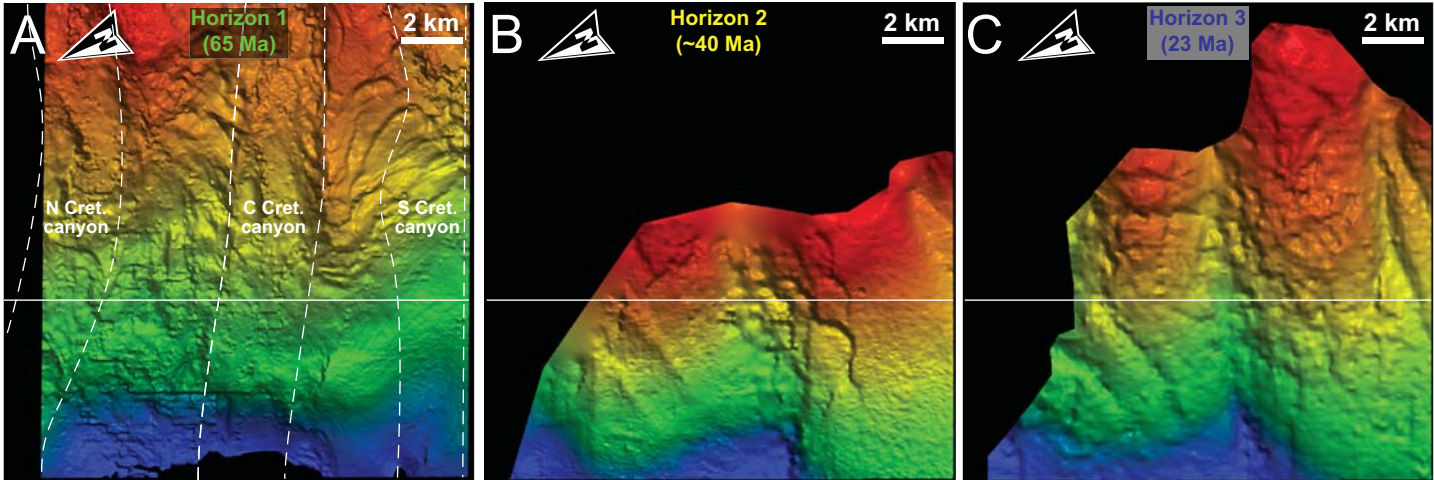 A
Horizon 1
(65 Ma)
2 km
N
N Cret.
canyon
C Cret.
canyon
S Cret.
canyon
B
Horizon 2
(~40 Ma)
2 km
N
C
Horizon 3
(23 Ma)
2 km
N